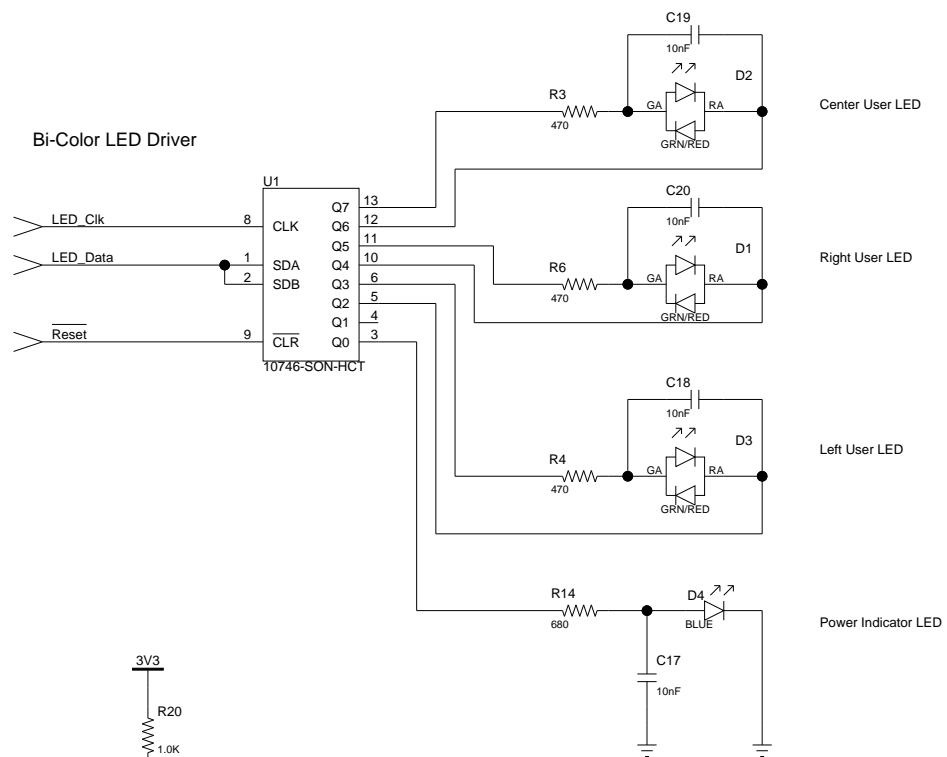 C19
10nF
D2
R3
GA
RA
Center User LED
470
GRN/RED
Bi-Color LED Driver
U1
13
Q7
C20
LED_Clk
8
CLK
12
Q6
10nF
11
Q5
D1
LED_Data
1
SDA
10
Q4
R6
Right User LED
2
SDB
6
Q3
GA
RA
470
5
Q2
GRN/RED
4
Q1
Reset
9
CLR
3
Q0
10746-SON-HCT
C18
10nF
D3
Left User LED
R4
GA
RA
470
GRN/RED
R14
D4
680
BLUE
Power Indicator LED
3V3
C17
10nF
R20
1.0K